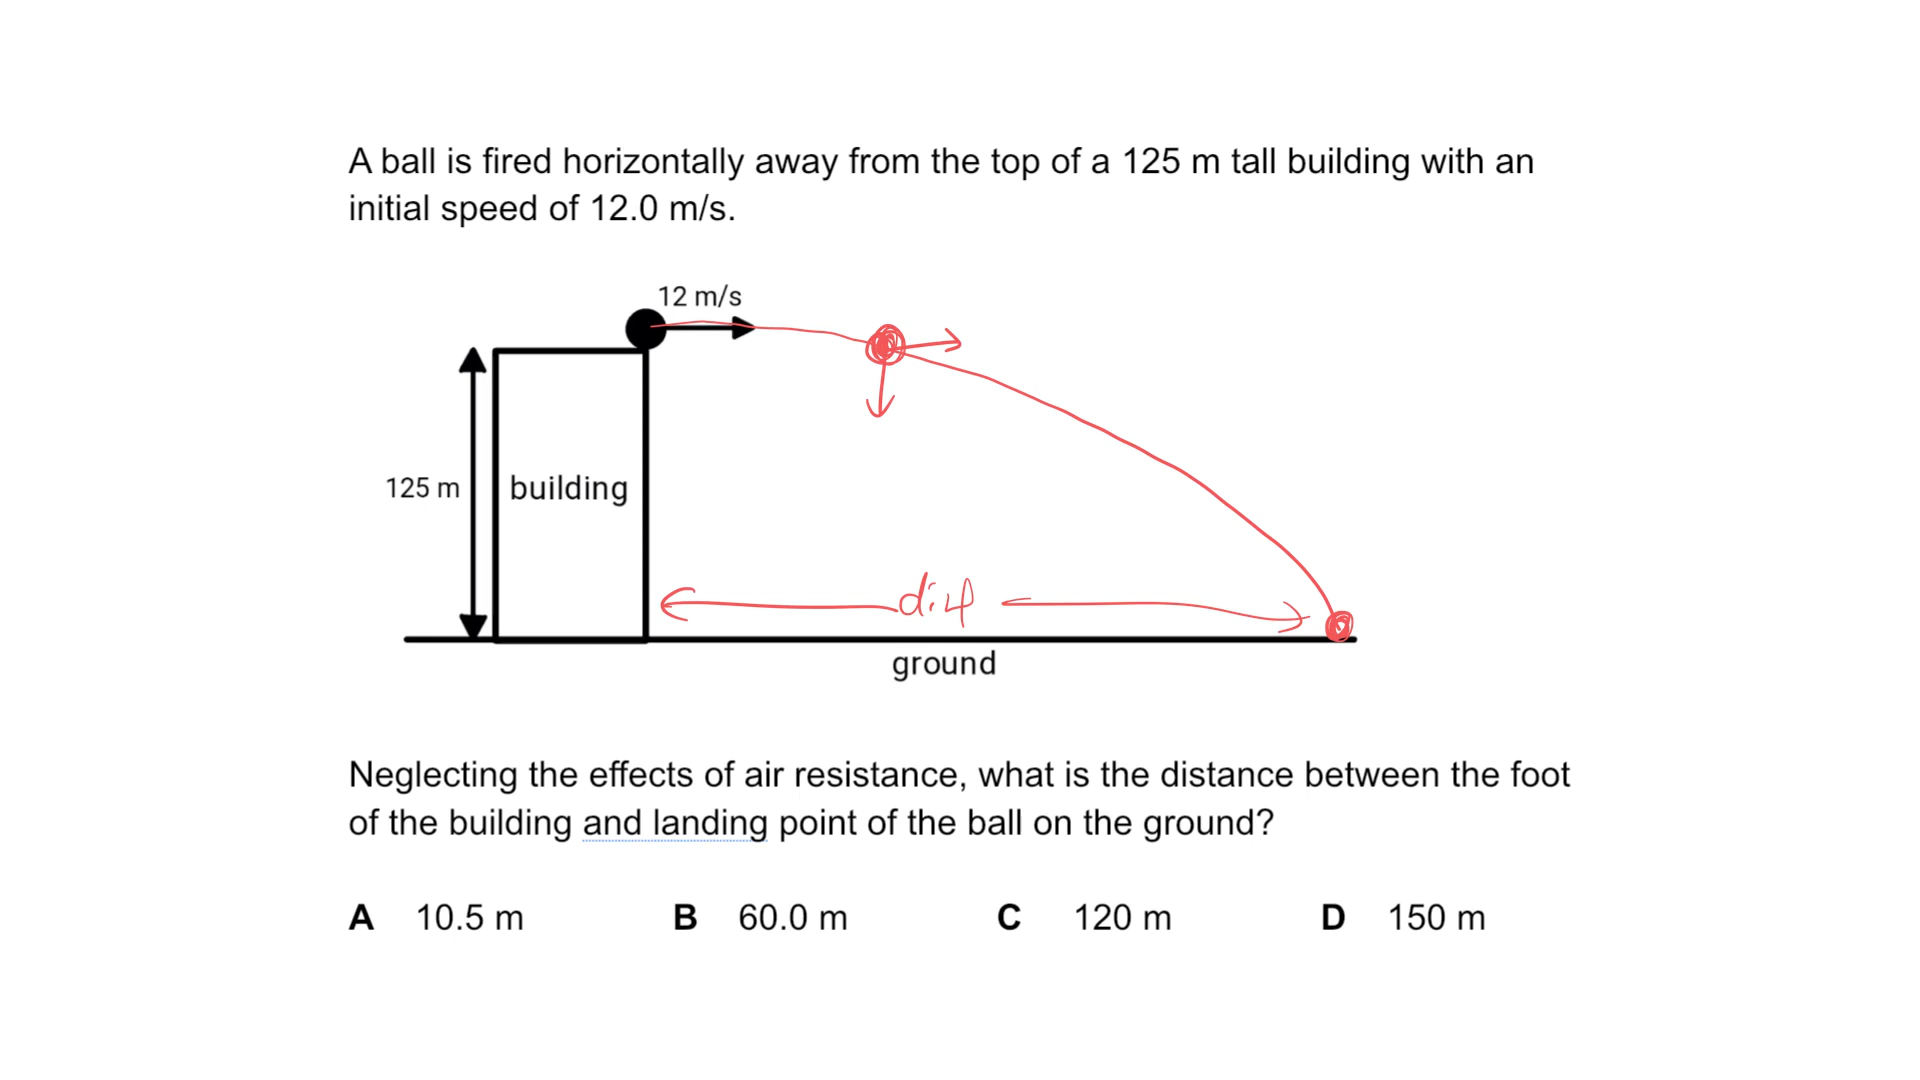 A ball is fired horizontally away from the top of a 125 m tall building with an
initial speed of 12.0 m/s.
12 m/s
125 m
building
ground
Neglecting the effects of air resistance, what is the distance between the foot
of the building and landing point of the ball on the ground?
A 10.5 m B 60.0 m C 120 m D 150 m